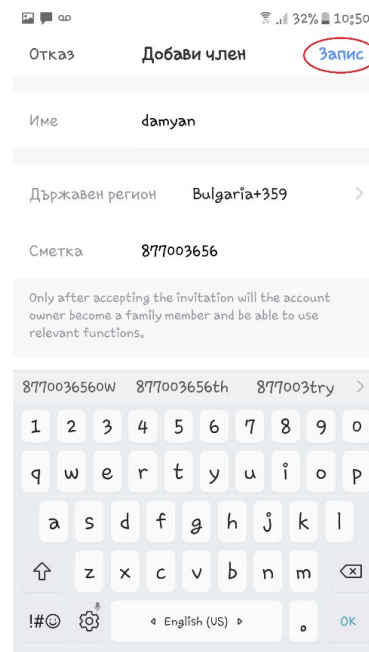 32% 10:50
Отказ Добави член Запис
Име damyan
Държавен регион Bulgaria+359
Сметка 877003656
Only after accepting the invitation will the account
owner become a family member and be able to use
relevant functions.
8770036560W 877003656th 877003try
1 2 3 4 5 6 7 8 9 0
q w e r t y u i o p
a s d f g h j k l
z x c v b n m
!#☺ English (US) . OK